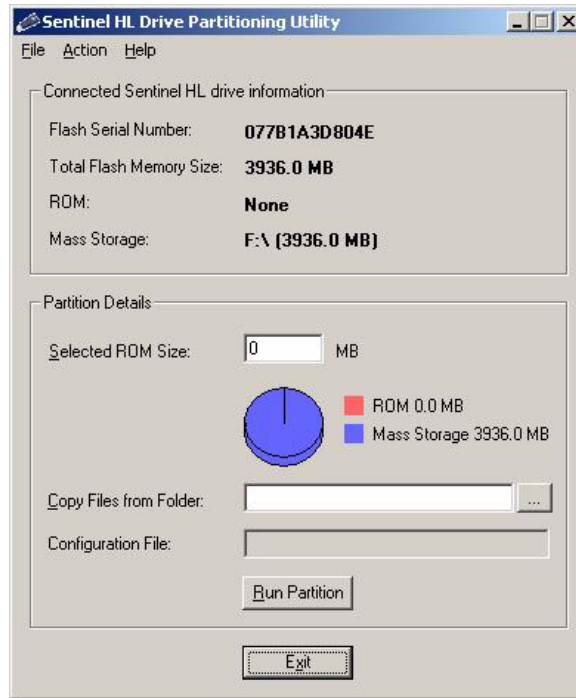 Sentinel HL Drive Partitioning Utility
File Action Help
Connected Sentinel HL drive information
Flash Serial Number: 077B1A3D804E
Total Flash Memory Size: 3936.0 MB
ROM: None
Mass Storage: F:\ (3936.0 MB)
Partition Details
Selected ROM Size: 0 MB
ROM 0.0 MB
Mass Storage 3936.0 MB
Copy Files from Folder: ...
Configuration File:
Run Partition
Exit